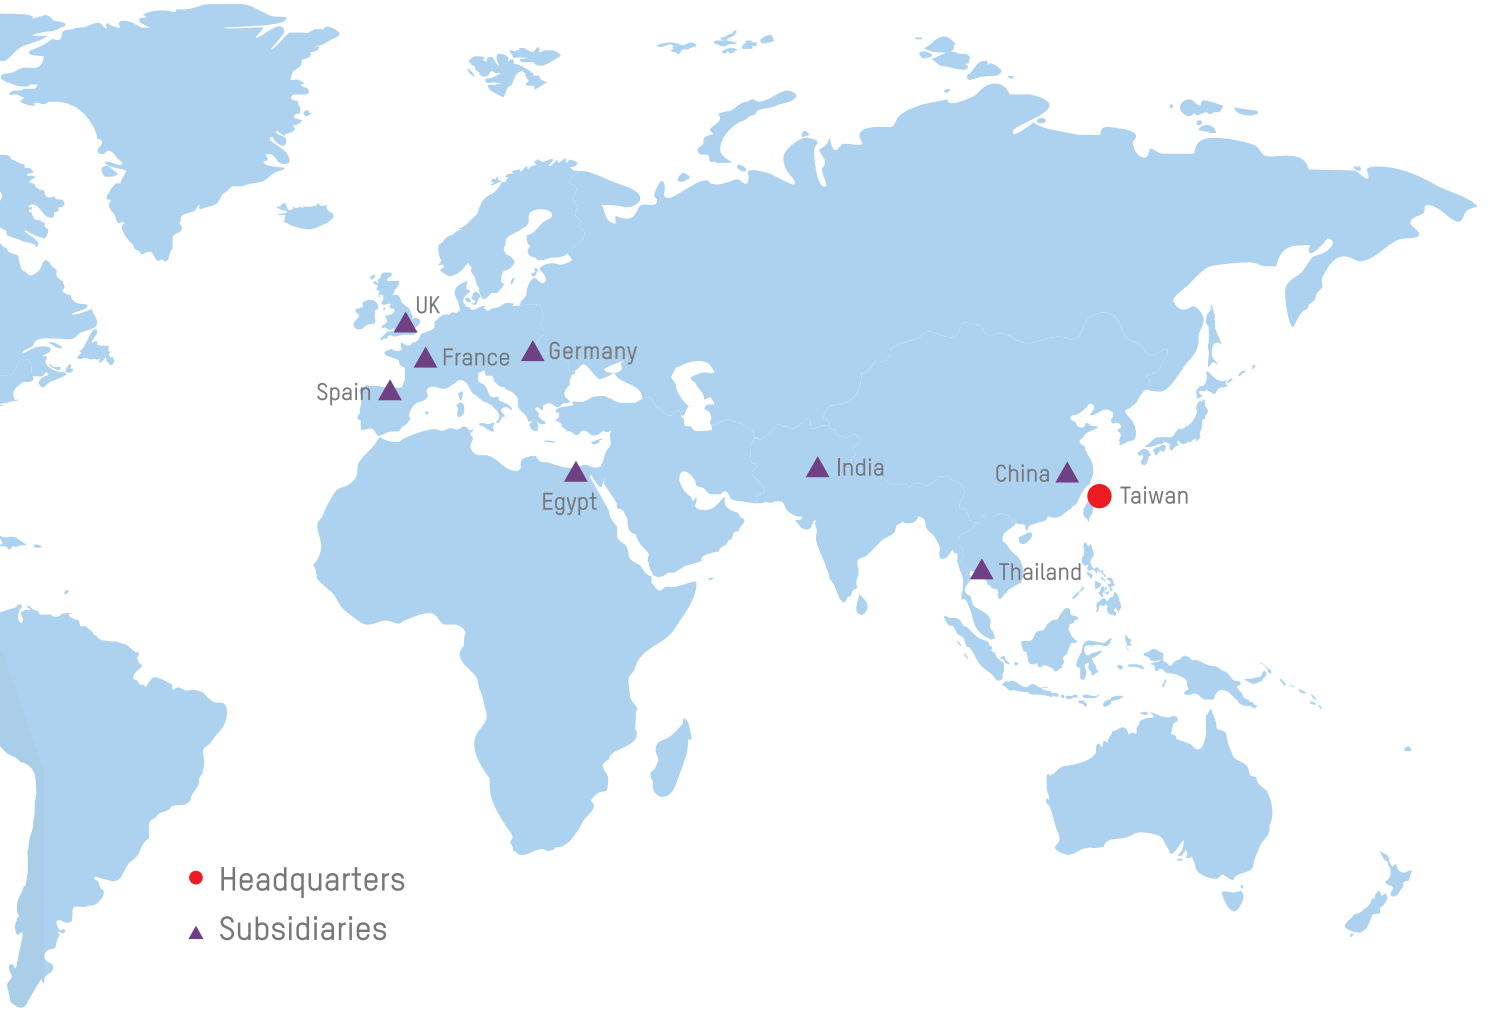 UK
France
Germany
Spain
India
China
Taiwan
Egypt
Thailand
Headquarters
Subsidiaries